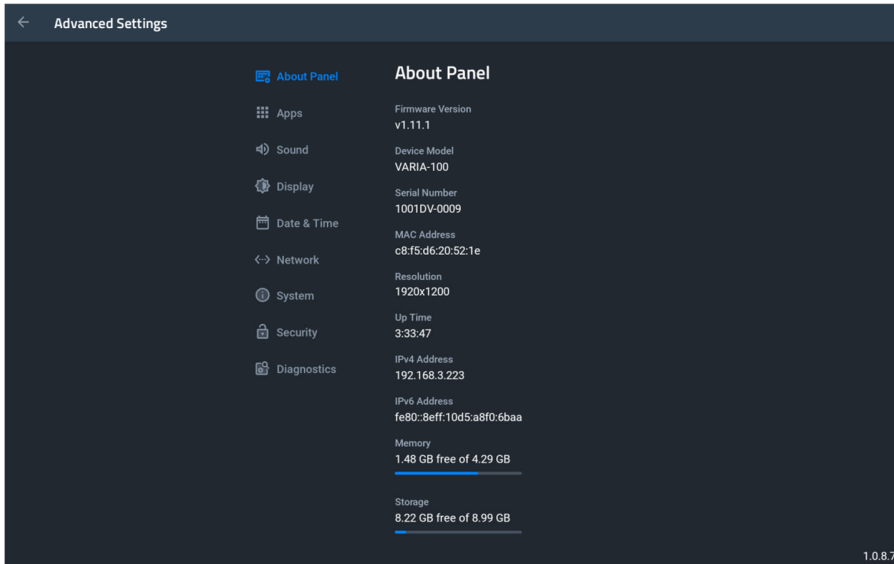 Advanced Settings
About Panel
Apps
Sound
Display
Date & Time
Network
System
Security
Diagnostics
About Panel
Firmware Version
v1.11.1
Device Model
VARIA-100
Serial Number
1001DV-0009
MAC Address
c8:f5:d6:20:52:1e
Resolution
1920x1200
Up Time
3:33:47
IPv4 Address
192.168.3.223
IPv6 Address
fe80::8eff:10d5:a8f0:6baa
Memory
1.48 GB free of 4.29 GB
Storage
8.22 GB free of 8.99 GB
1.0.8.7